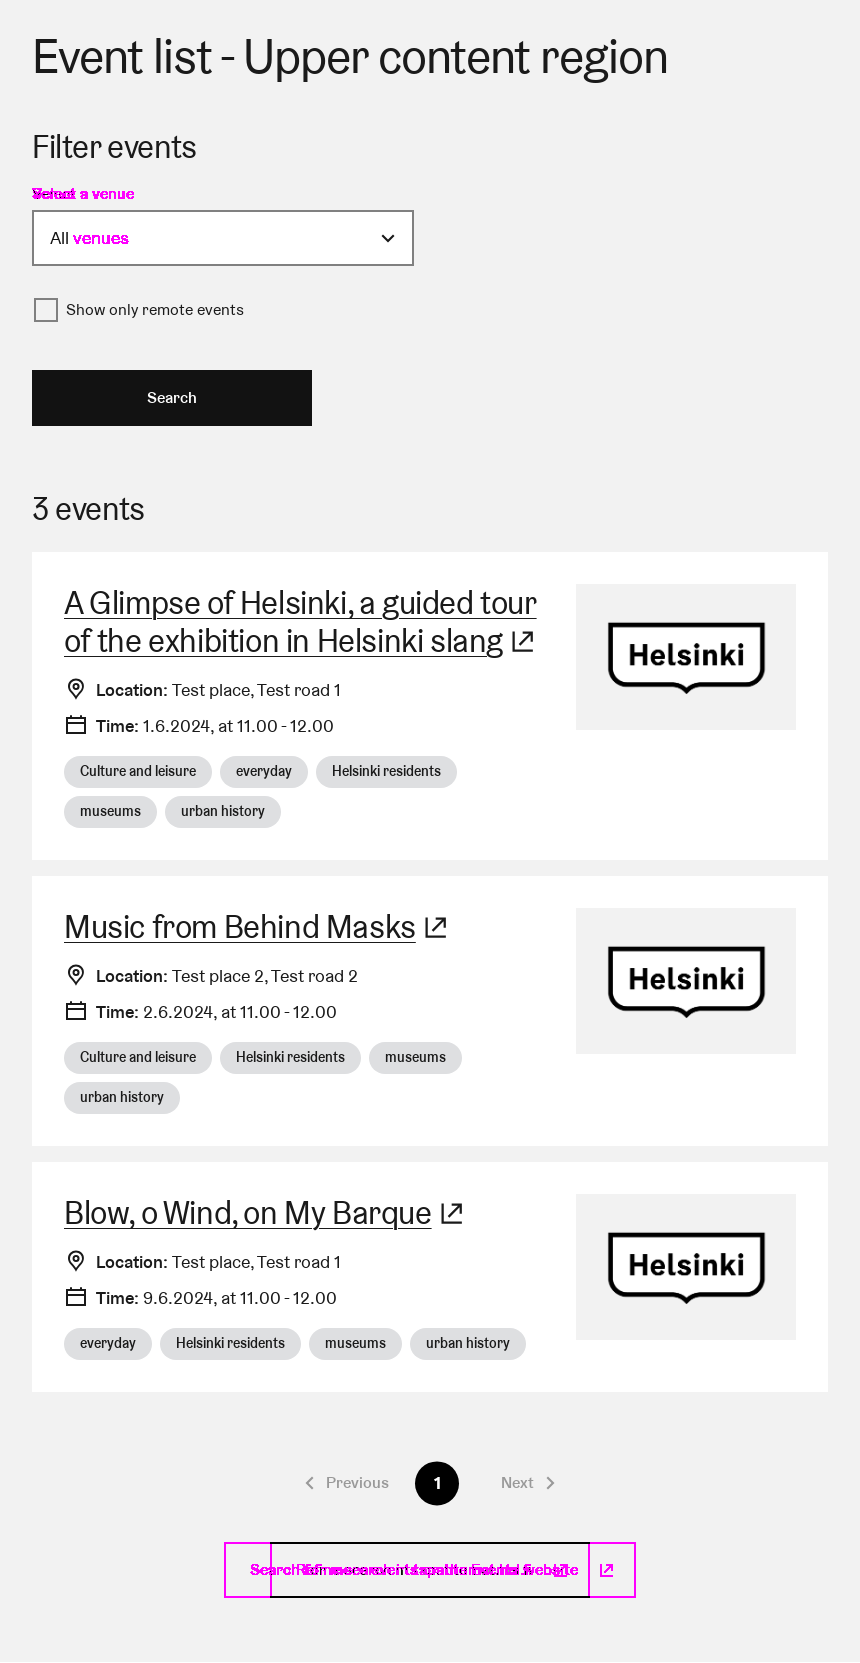 Event list - Upper content region
Filter events
All venues
Show only remote events
Search
3 events
A Glimpse of Helsinki, a guided tour
of the exhibition in Helsinki slang
Helsinki
Location: Test place, Test road 1
Time: 1.6.2024, at 11.00 - 12.00
Culture and leisure everyday Helsinki residents
museums urban history
Music from Behind Masks
Helsinki
Location: Test place 2, Test road 2
Time: 2.6.2024, at 11.00 - 12.00
Culture and leisure Helsinki residents museums
urban history
Blow, o Wind, on My Barque
Helsinki
Location: Test place, Test road 1
Time: 9.6.2024, at 11.00 - 12.00
everyday Helsinki residents museums urban history
Previous 1 Next